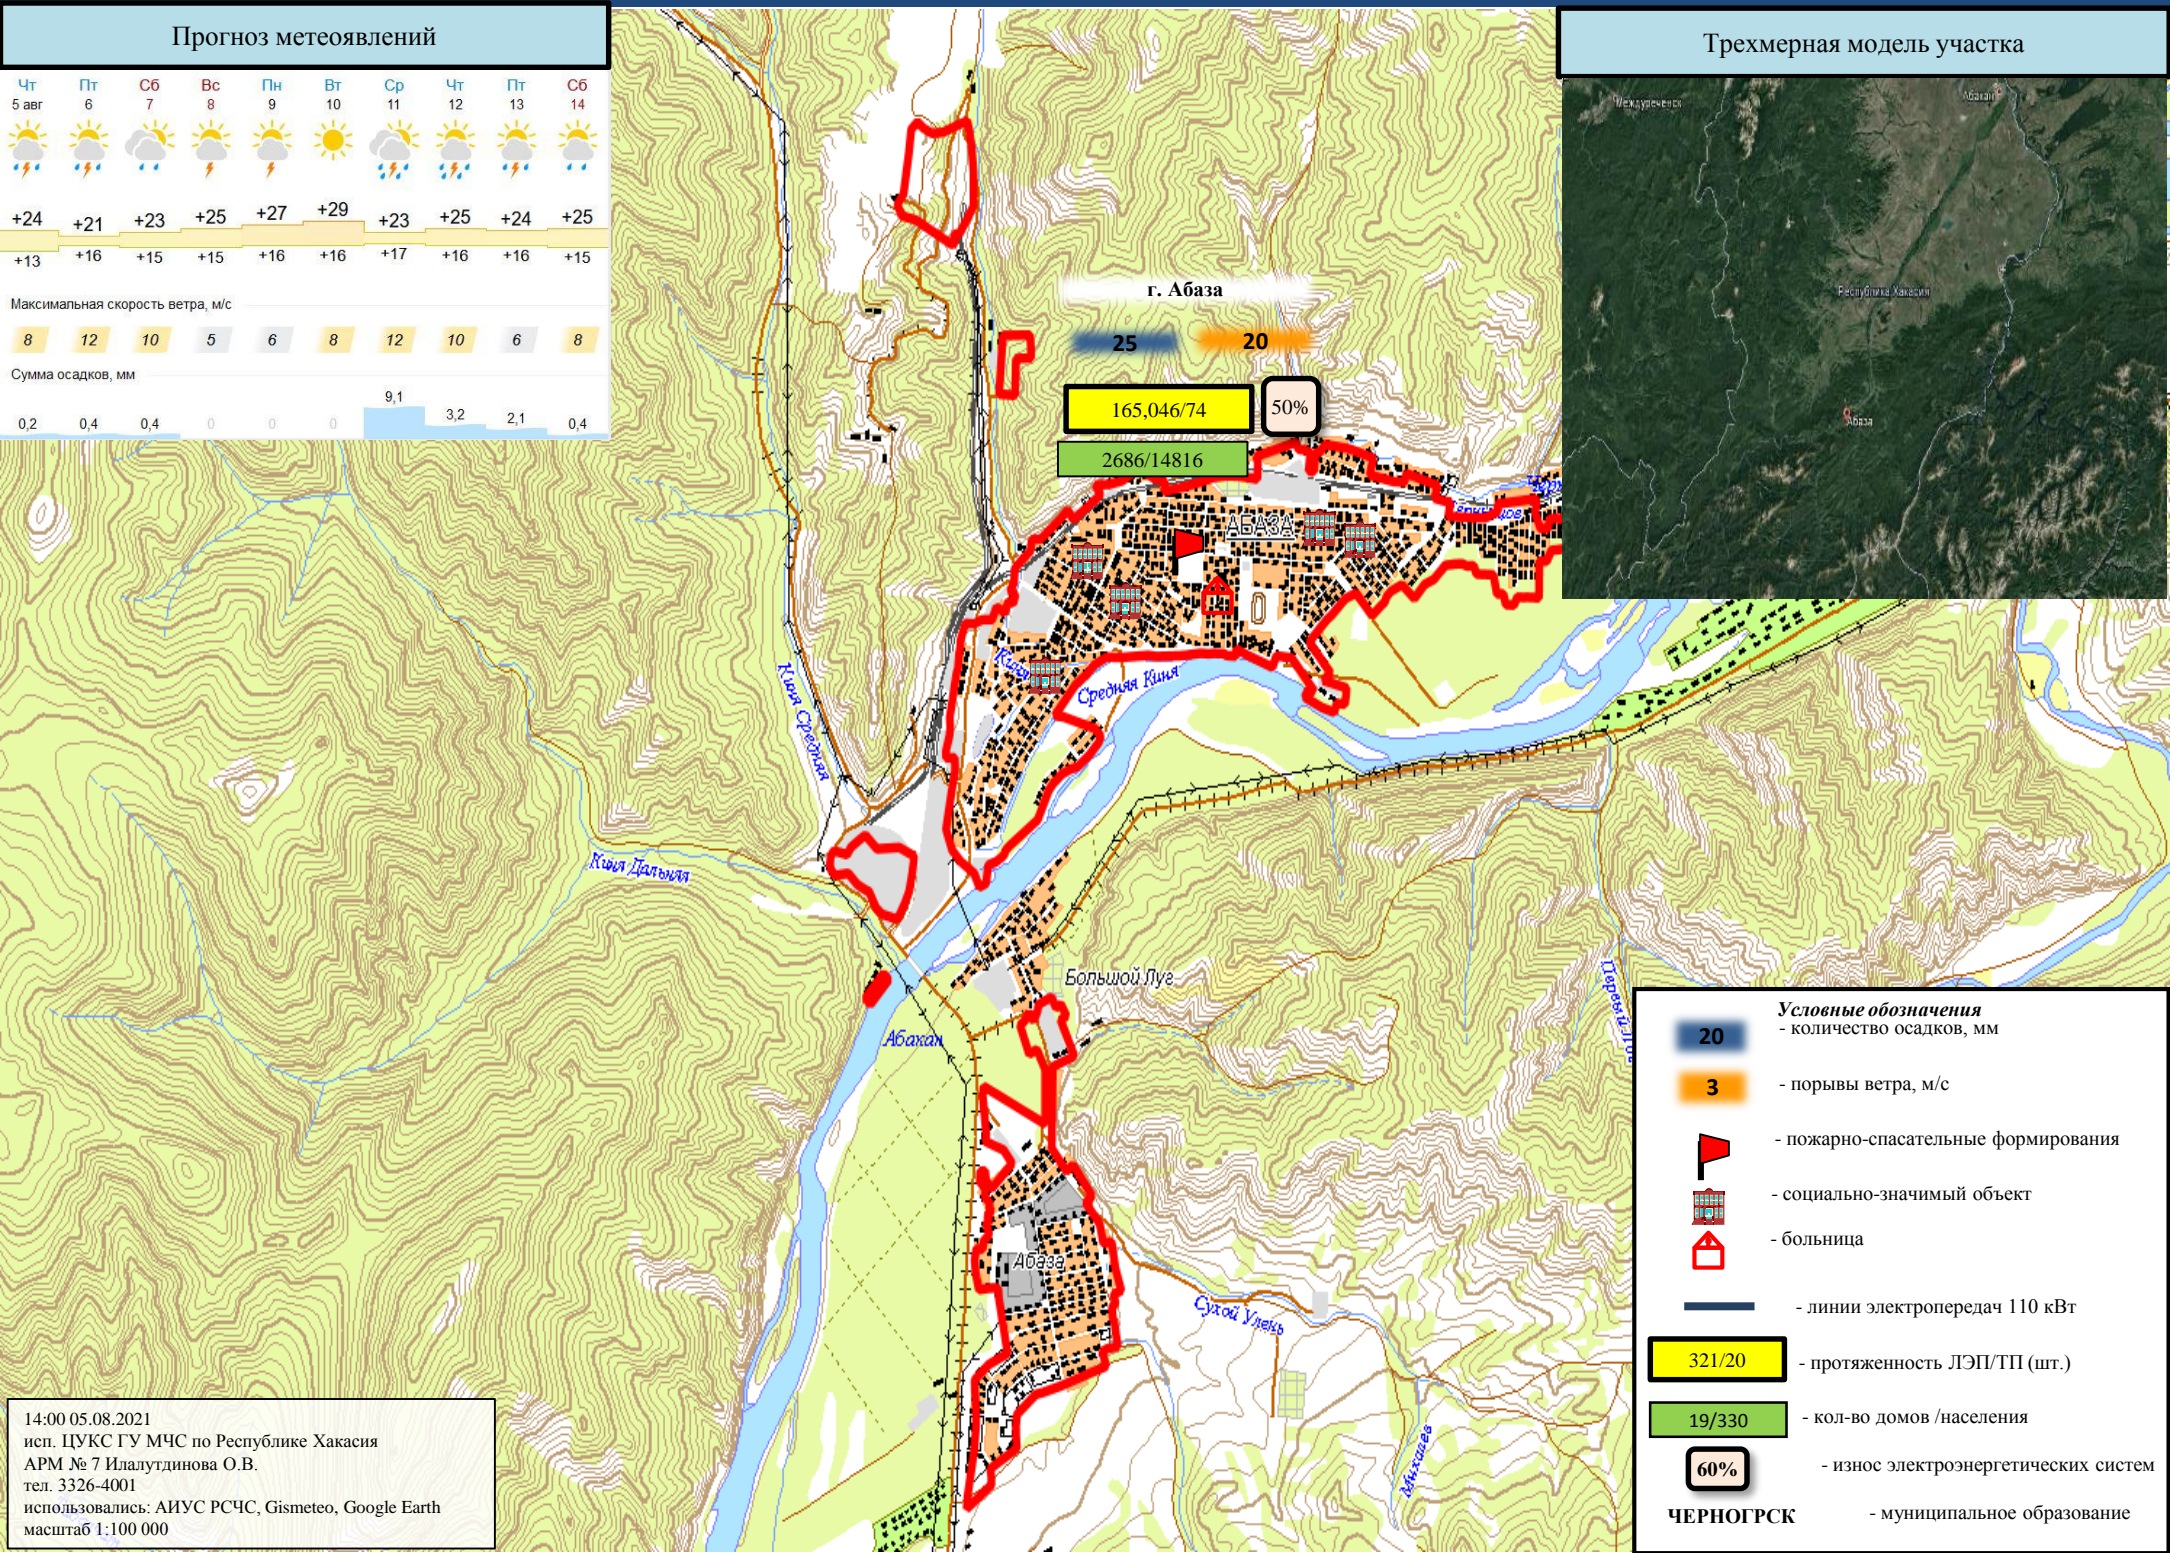 Прогноз метеоявлений
Чт Пт Сб Вс Пн Вт Ср Чт Пт Сб
5 авг 6 7 8 9 10 11 12 13 14
+24 +21 +23 +25 +27 +29 +23 +25 +24 +25
+13 +16 +15 +15 +16 +16 +17 +16 +16 +15
Максимальная скорость ветра, м/с
8 12 10 5 6 8 12 10 6 8
Сумма осадков, мм
0,2 0,4 0,4 0 0 0 9,1 3,2 2,1 0,4
Трехмерная модель участка
Междуреченск
Абакан
Республика Хакасия
Абаза
г. Абаза
25 20
165,046/74 50%
2686/14816
АБАЗА
Средняя Киня
Киня Средняя
Киня Дальняя
Большой Луг
Абакан
Абаза
Сухой Улень
Условные обозначения
20 - количество осадков, мм
3 - порывы ветра, м/с
- пожарно-спасательные формирования
- социально-значимый объект
- больница
- линии электропередач 110 кВт
321/20 - протяженность ЛЭП/ТП (шт.)
19/330 - кол-во домов /населения
60% - износ электроэнергетических систем
ЧЕРНОГРСК - муниципальное образование
14:00 05.08.2021
исп. ЦУКС ГУ МЧС по Республике Хакасия
АРМ № 7 Илалутдинова О.В.
тел. 3326-4001
использовались: АИУС РСЧС, Gismeteo, Google Earth
масштаб 1:100 000